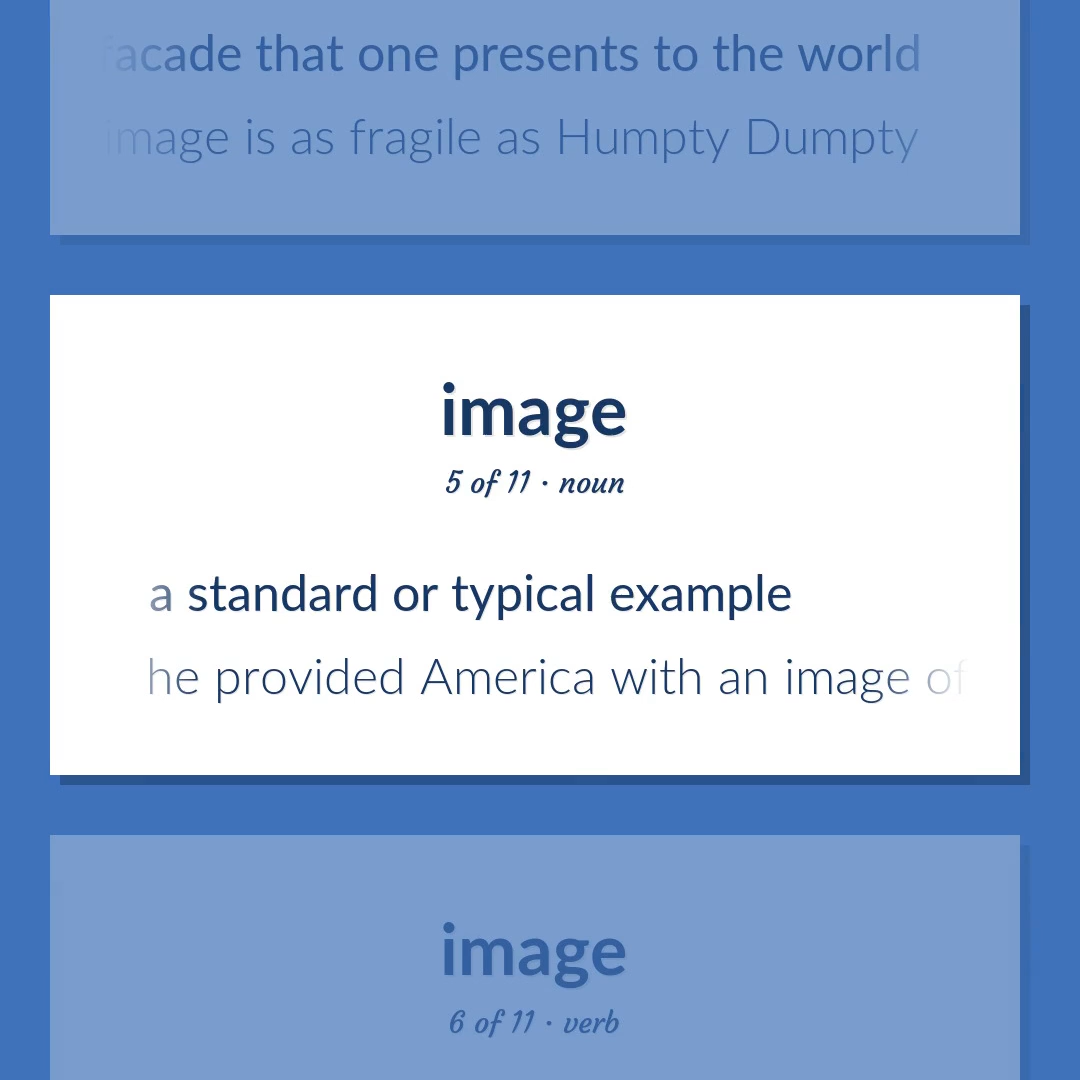 facade that one presents to the world
image is as fragile as Humpty Dumpty
image
5 of 11 · noun
a standard or typical example
he provided America with an image of
image
6 of 11 · verb